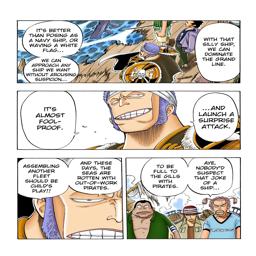 IT'S BETTER
THAN POSING AS
A NAVY SHIP, OR
WAVING A WHITE
FLAG...
WE CAN
APPROACH ANY
SHIP WE WANT
WITHOUT AROUSING
SUSPICION...
WITH THAT
SILLY SHIP,
WE CAN
DOMINATE
THE GRAND
LINE.
IT'S
ALMOST
FOOL-
PROOF.
...AND
LAUNCH A
SURPRISE
ATTACK.
ASSEMBLING
ANOTHER
FLEET
SHOULD BE
CHILD'S
PLAY!!
AND THESE
DAYS, THE
SEAS ARE
ROTTEN WITH
OUT-OF-WORK
PIRATES.
TO BE
FULL TO
THE GILLS
WITH
PIRATES.
AYE,
NOBODY'D
SUSPECT
THAT JOKE
OF A
SHIP...